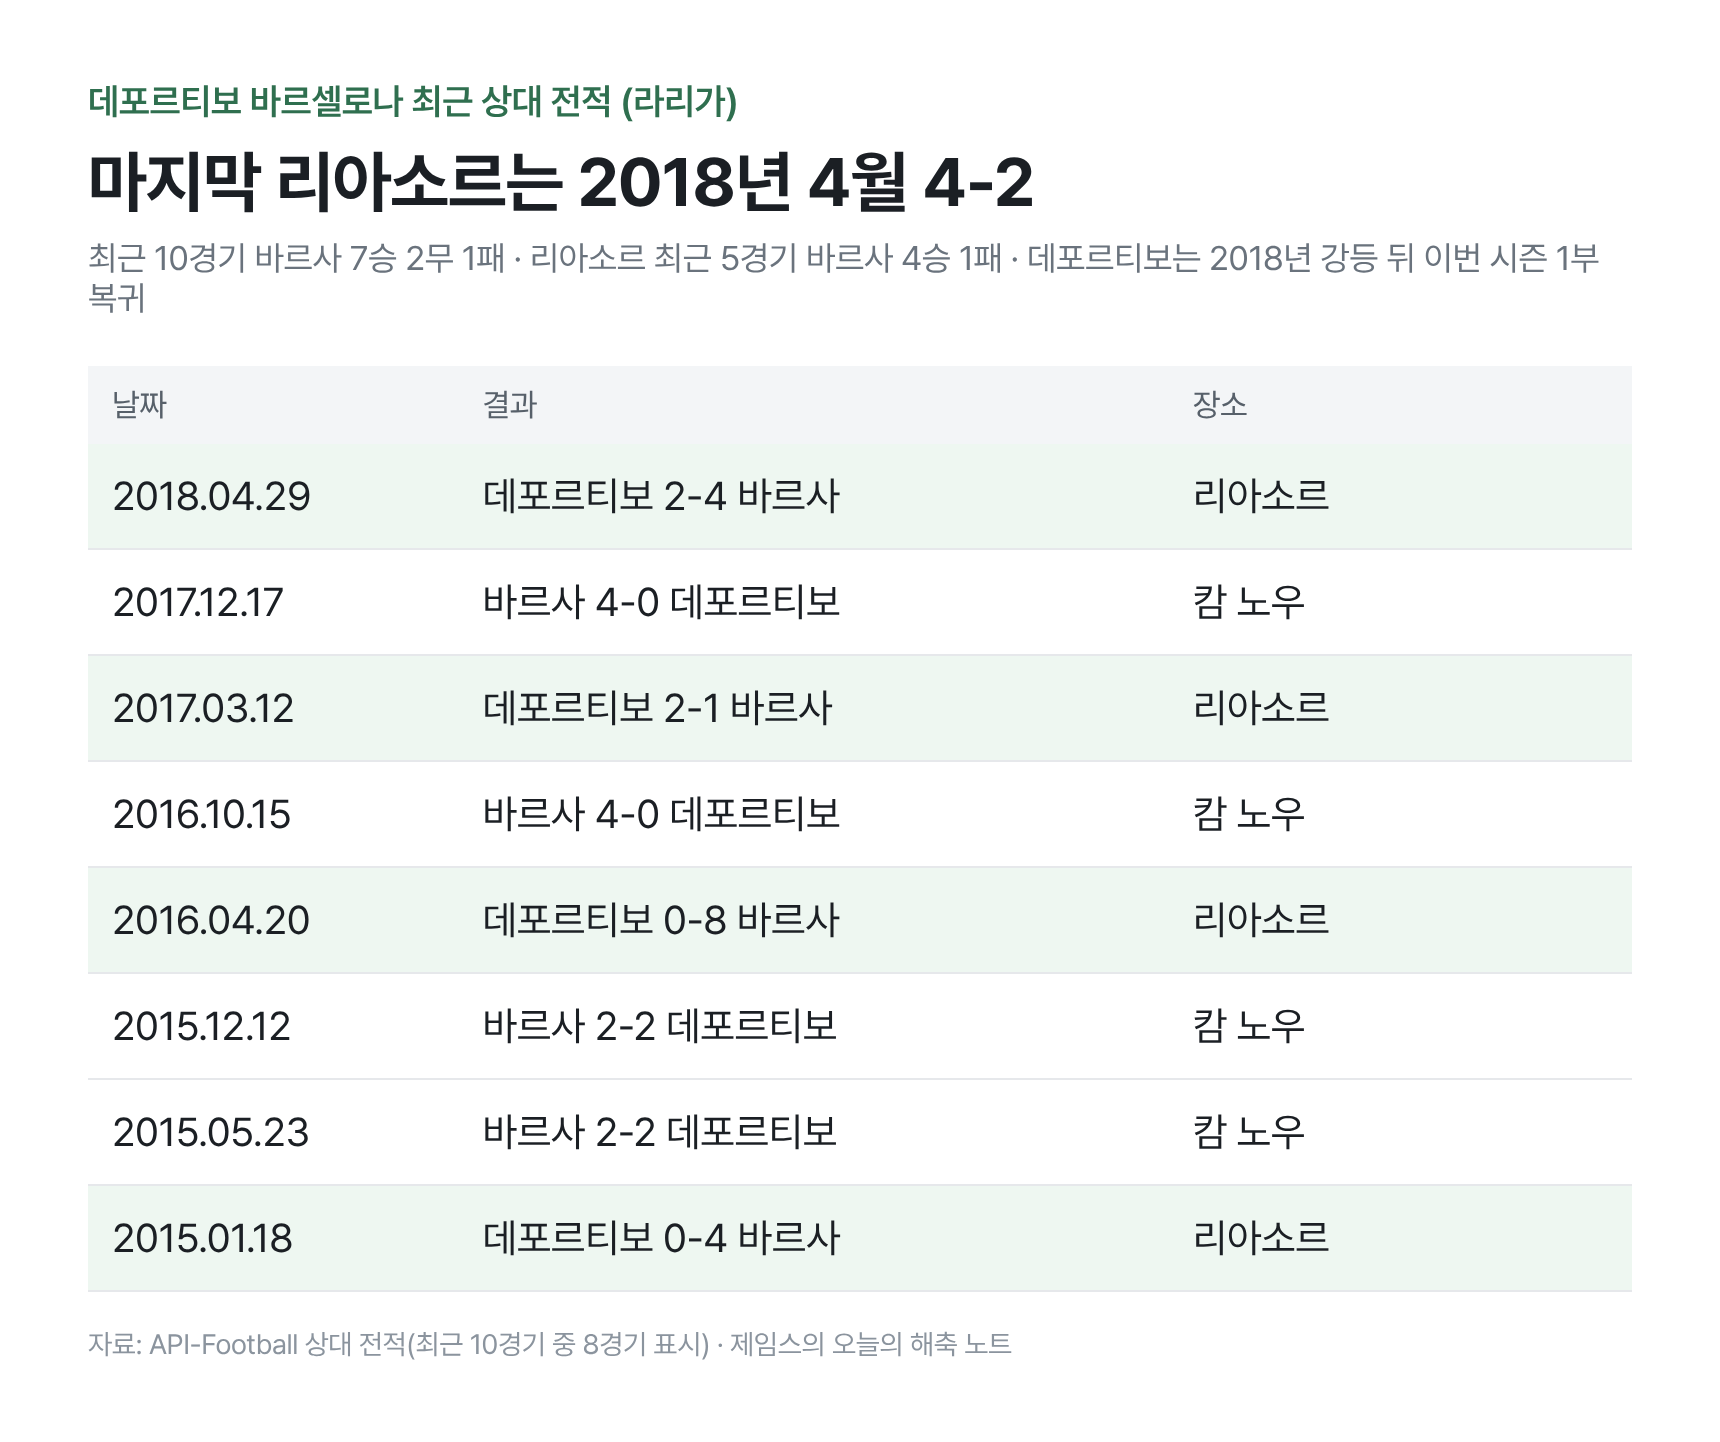 데포르티보 바르셀로나 최근 상대 전적 (라리가)
마지막 리아소르는 2018년 4월 4-2
최근 10경기 바르사 7승 2무 1패 · 리아소르 최근 5경기 바르사 4승 1패 · 데포르티보는 2018년 강등 뒤 이번 시즌 1부
복귀
날짜 결과 장소
2018.04.29 데포르티보 2-4 바르사 리아소르
2017.12.17 바르사 4-0 데포르티보 캄 노우
2017.03.12 데포르티보 2-1 바르사 리아소르
2016.10.15 바르사 4-0 데포르티보 캄 노우
2016.04.20 데포르티보 0-8 바르사 리아소르
2015.12.12 바르사 2-2 데포르티보 캄 노우
2015.05.23 바르사 2-2 데포르티보 캄 노우
2015.01.18 데포르티보 0-4 바르사 리아소르
자료: API-Football 상대 전적(최근 10경기 중 8경기 표시) · 제임스의 오늘의 해축 노트